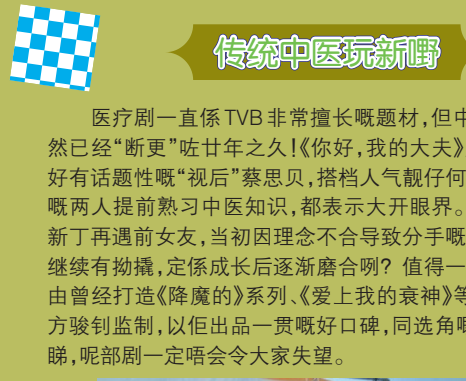 传统中医玩新嘢
医疗剧一直係TVB非常擅长嘅题材,但中
然已经“断更”咗廿年之久!《你好,我的大夫》
好有话题性嘅“视后”蔡思贝,搭档人气靓仔何
嘅两人提前熟习中医知识,都表示大开眼界。
新丁再遇前女友,当初因理念不合导致分手嘅
继续有拗撬,定係成长后逐渐磨合咧? 值得一
由曾经打造《降魔的》系列、《爱上我的衰神》等
方骏钊监制,以佢出品一贯嘅好口碑,同选角嘅
睇,呢部剧一定唔会令大家失望。